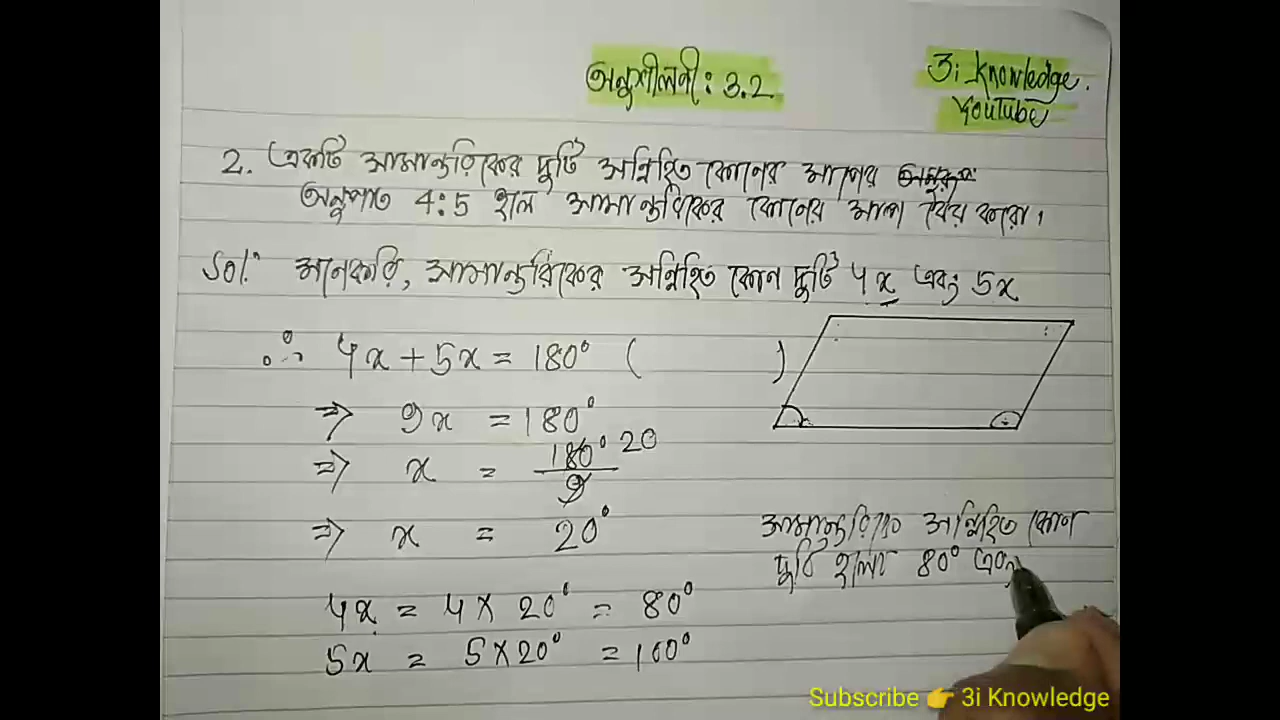 অনুশীলনী: 3.2
3i Knowledge.
YouTube
2. একটি সামান্তরিকের দুটি সন্নিহিত কোনের মাপের
অনুপাত 4:5 হলে সামান্তরিকের কোনের মাপ নির্ণয় করো।
Sol: মনেকরি, সামান্তরিকের সন্নিহিত কোন দুটি 4x এবং 5x
∴ 4x + 5x = 180° ( )
⇒ 9x = 180°
⇒ x = 180° 20
9
⇒ x = 20°
4x = 4 × 20° = 80°
5x = 5 × 20° = 100°
সামান্তরিকে সন্নিহিত কোণ
দুটি হলো 80° এবং
Subscribe 👉 3i Knowledge